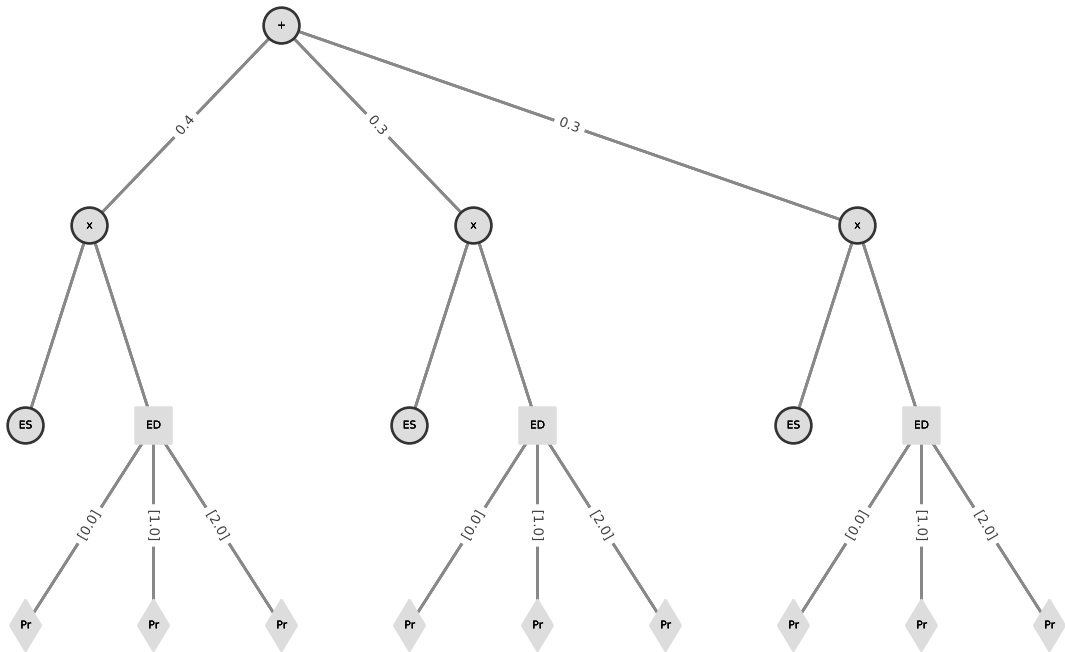 +
0.4 0.3 0.3
x x x
ES ED ES ED ES ED
[0.0] [1.0] [2.0] [0.0] [1.0] [2.0] [0.0] [1.0] [2.0]
Pr Pr Pr Pr Pr Pr Pr Pr Pr